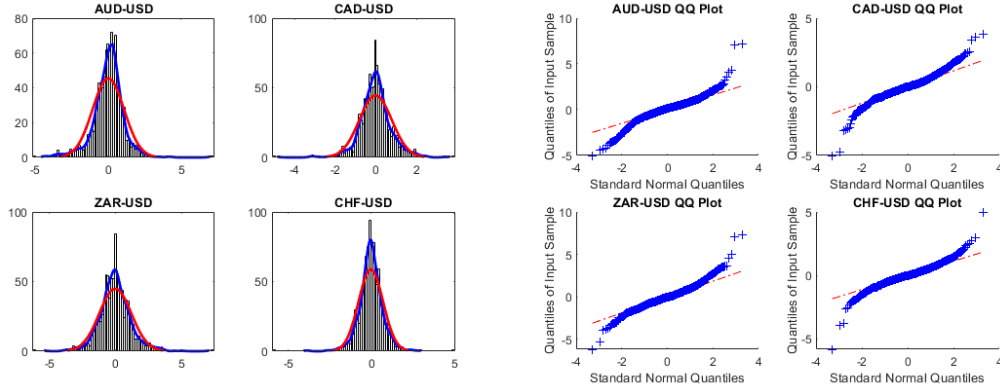 AUD-USD
80
60
40
20
0
-5 0 5
CAD-USD
100
50
0
-4 -2 0 2
ZAR-USD
100
50
0
-5 0 5
CHF-USD
100
50
0
-5 0 5
AUD-USD QQ Plot
Quantiles of Input Sample
10
5
0
-5
-4 -2 0 2 4
Standard Normal Quantiles
CAD-USD QQ Plot
Quantiles of Input Sample
5
0
-5
-4 -2 0 2 4
Standard Normal Quantiles
ZAR-USD QQ Plot
Quantiles of Input Sample
10
5
0
-5
-4 -2 0 2 4
Standard Normal Quantiles
CHF-USD QQ Plot
Quantiles of Input Sample
5
0
-5
-4 -2 0 2 4
Standard Normal Quantiles